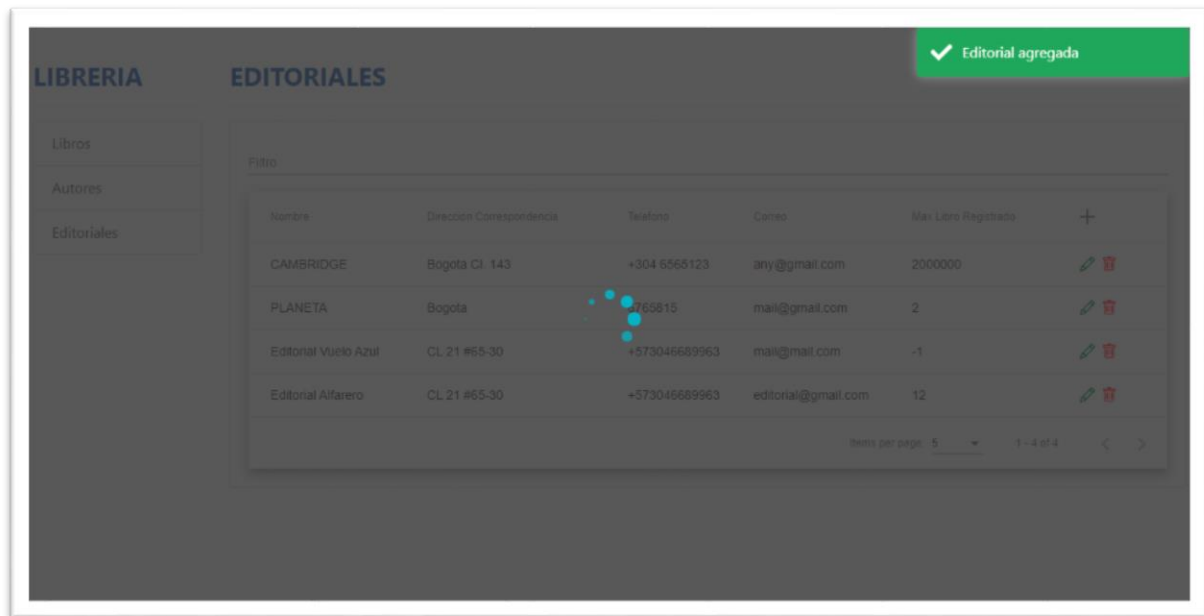 Editorial agregada
LIBRERIA
EDITORIALES
Libros
Autores
Editoriales
Filtro
Nombre Direccion Correspondencia Telefono Correo Max Libro Registrado
CAMBRIDGE Bogota Cl. 143 +304 6565123 any@gmail.com 2000000
PLANETA Bogota mail@gmail.com 2
Editorial Vuelo Azul CL 21 #65-30 +573046689963 mail@mail.com -1
Editorial Alfarero CL 21 #65-30 +573046689963 editorial@gmail.com 12
Items per page: 5 1 - 4 of 4